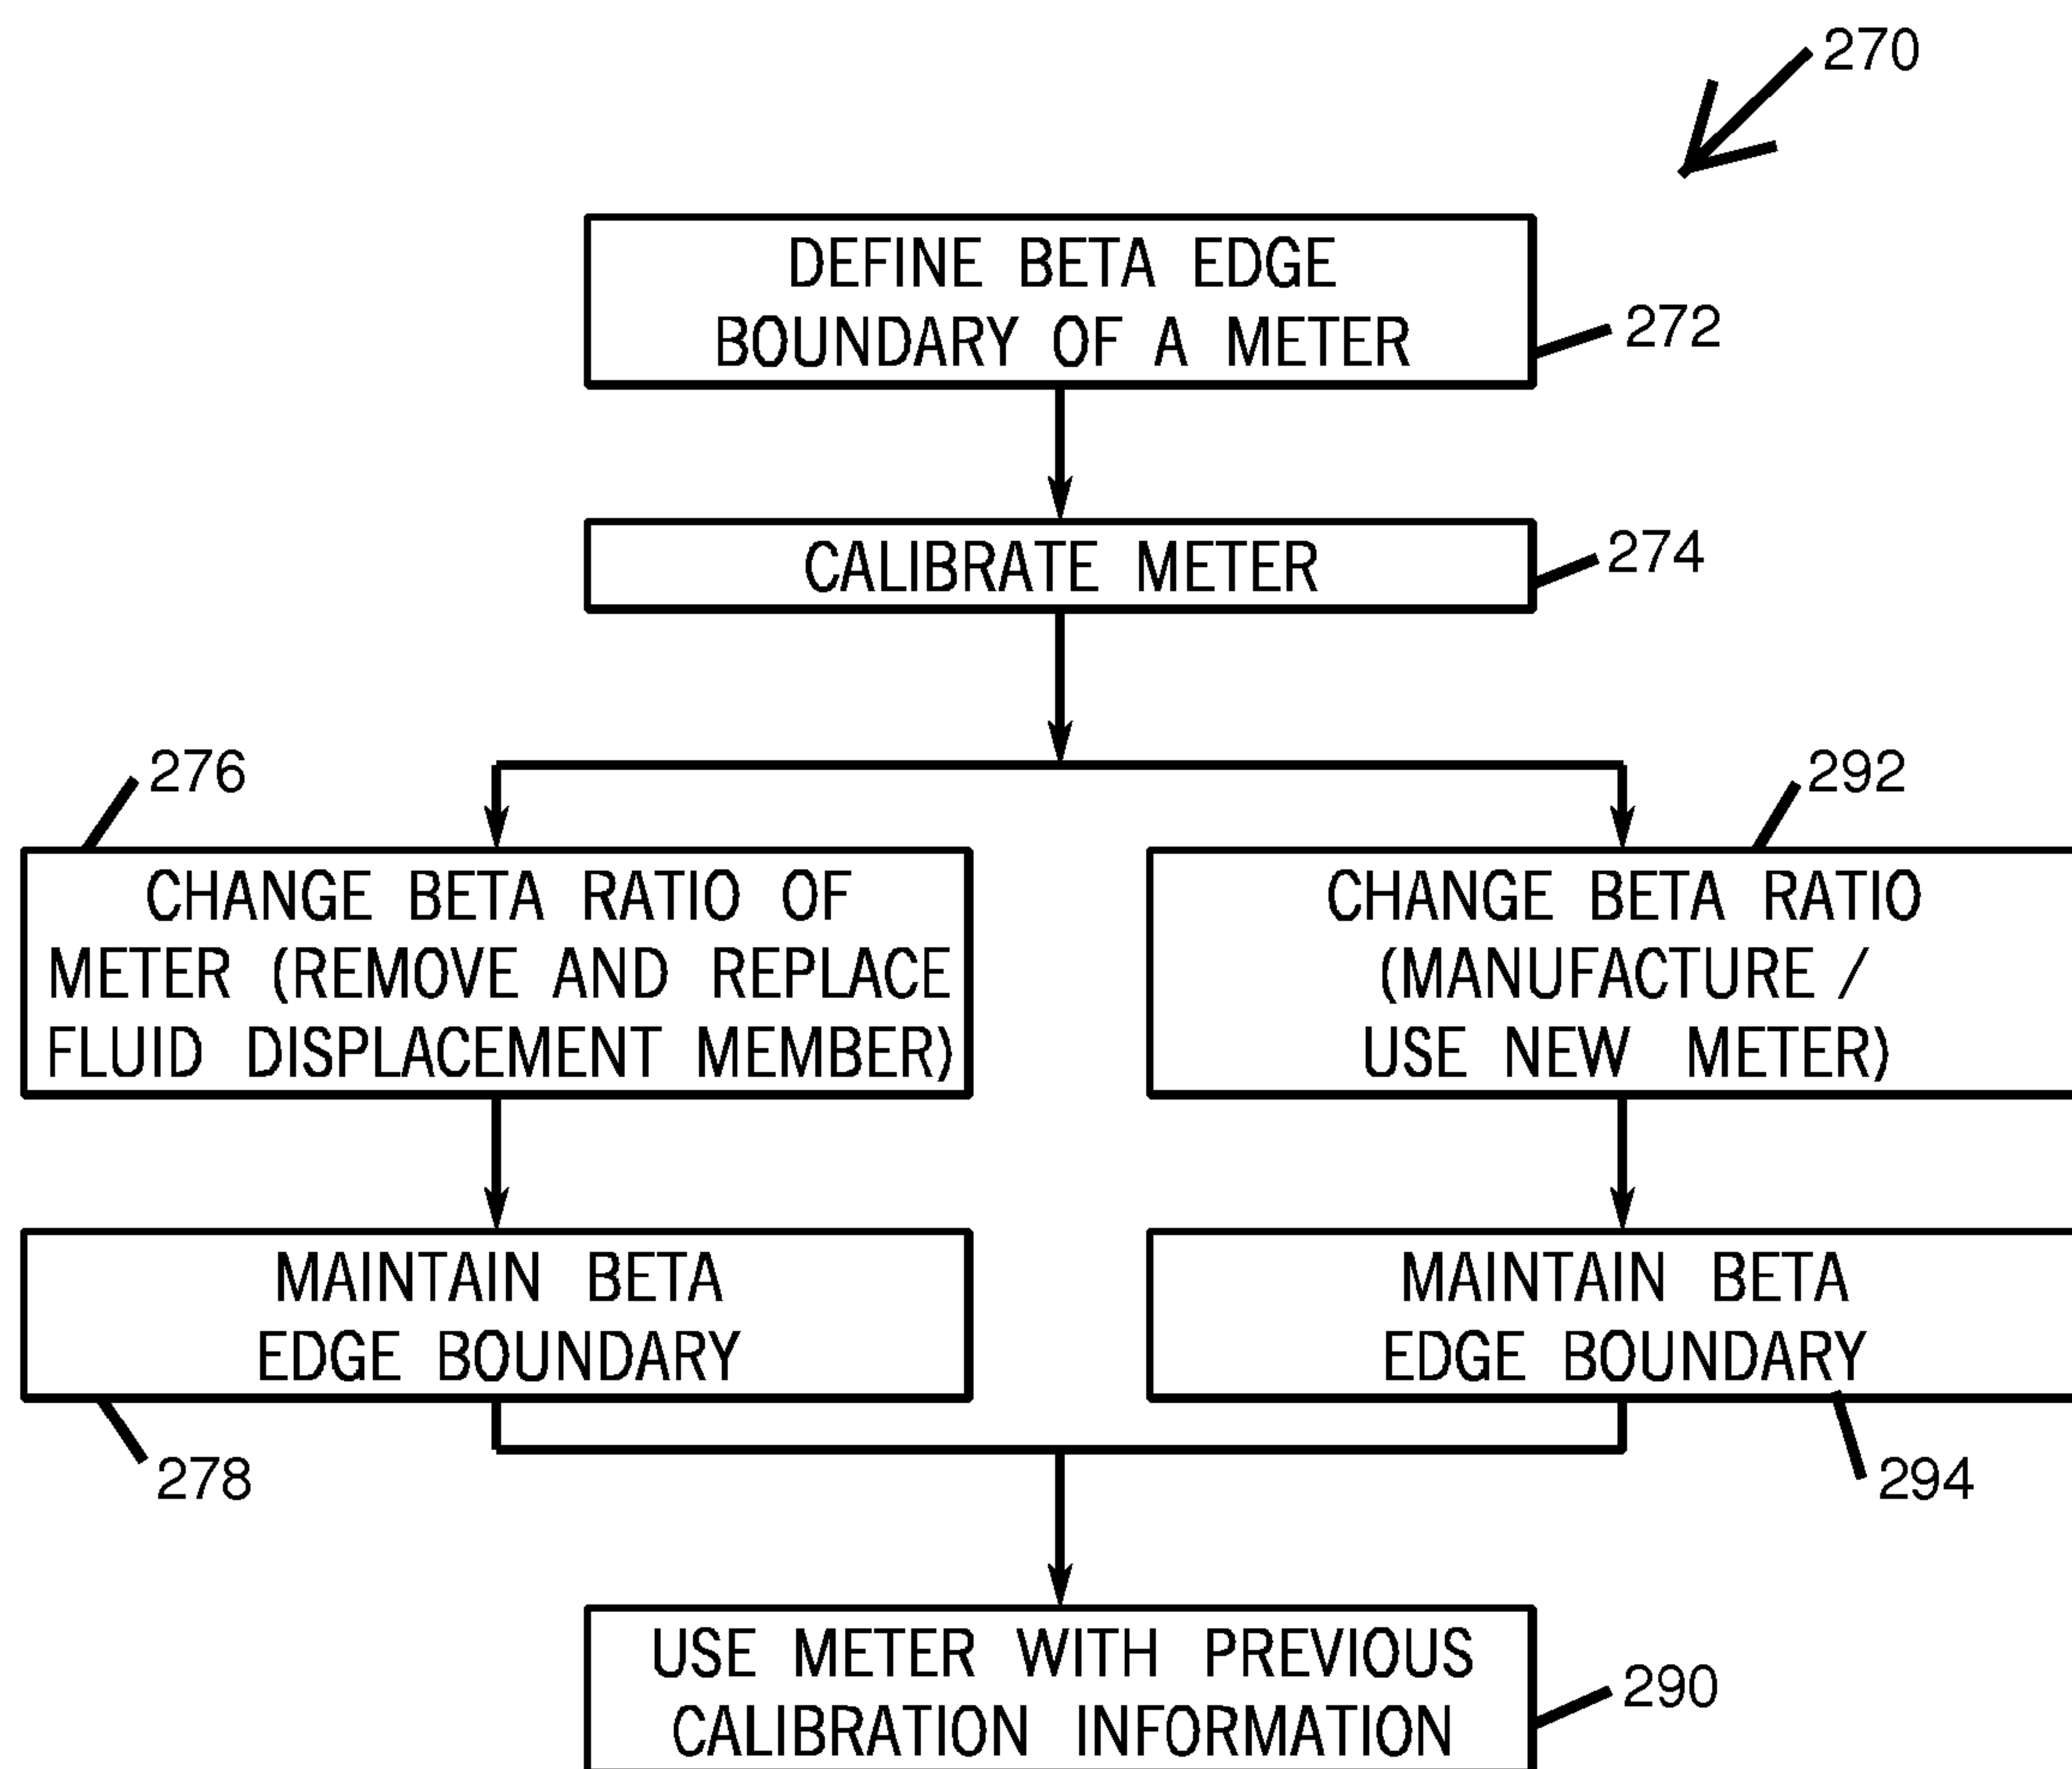 270
DEFINE BETA EDGE
BOUNDARY OF A METER
272
CALIBRATE METER
274
276
292
CHANGE BETA RATIO OF
METER (REMOVE AND REPLACE
FLUID DISPLACEMENT MEMBER)
CHANGE BETA RATIO
(MANUFACTURE /
USE NEW METER)
MAINTAIN BETA
EDGE BOUNDARY
MAINTAIN BETA
EDGE BOUNDARY
278
294
USE METER WITH PREVIOUS
CALIBRATION INFORMATION
290